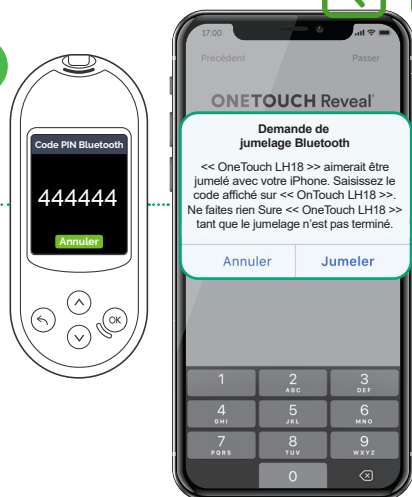 Code PIN Bluetooth
444444
Annuler
OK
17:00
Précédent
Passer
ONETOUCH Reveal
Demande de
jumelage Bluetooth
<< OneTouch LH18 >> aimerait être
jumelé avec votre iPhone. Saisissez le
code affiché sur << OnTouch LH18 >>.
Ne faites rien Sure << OneTouch LH18 >>
tant que le jumelage n'est pas terminé.
Annuler
Jumeler
1 2 3
ABC DEF
4 5 6
GHI JKL MNO
7 8 9
PQRS TUV WXYZ
0